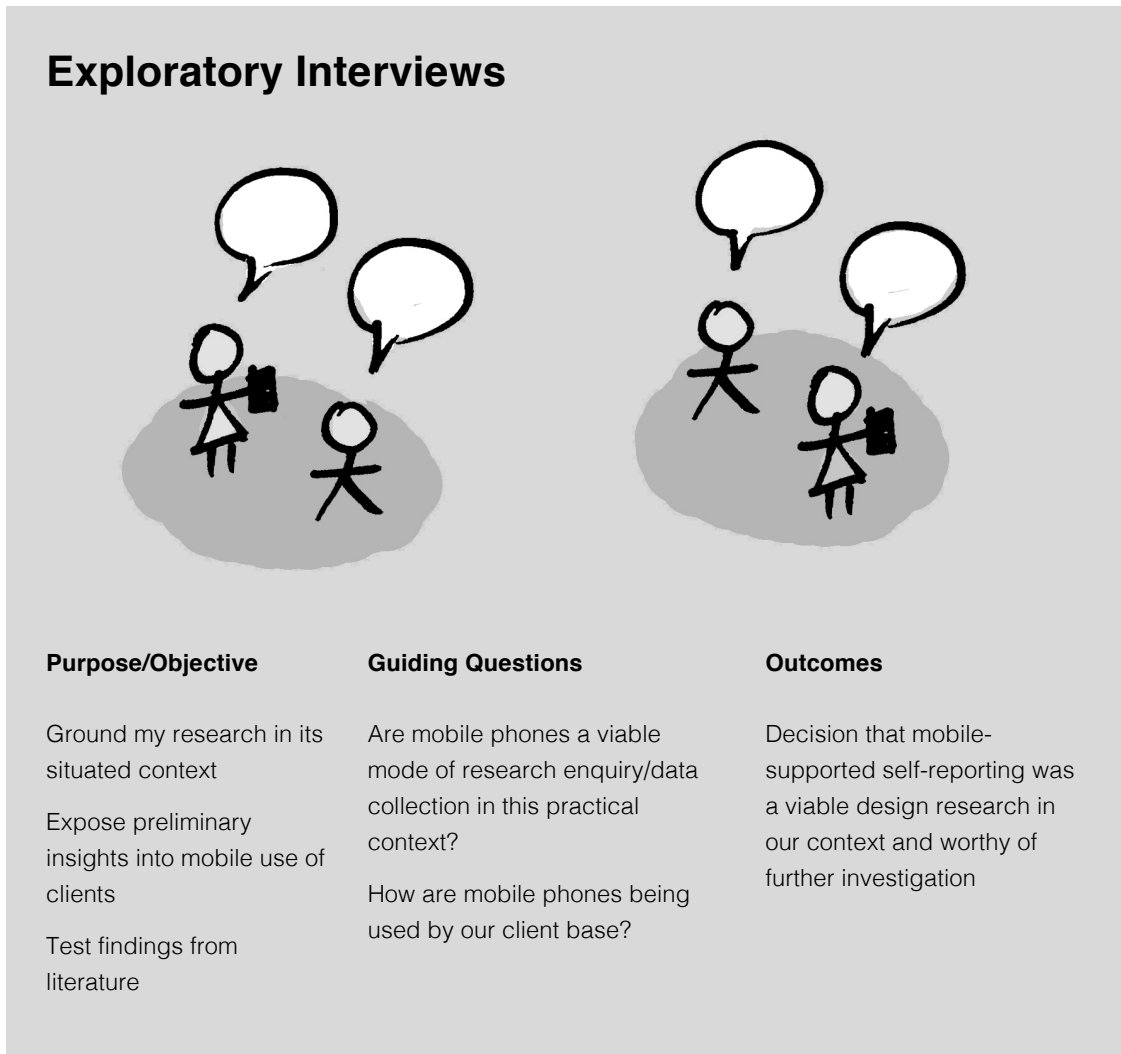 Exploratory Interviews
Purpose/Objective
Ground my research in its
situated context
Expose preliminary
insights into mobile use of
clients
Test findings from
literature
Guiding Questions
Are mobile phones a viable
mode of research enquiry/data
collection in this practical
context?
How are mobile phones being
used by our client base?
Outcomes
Decision that mobile-
supported self-reporting was
a viable design research in
our context and worthy of
further investigation